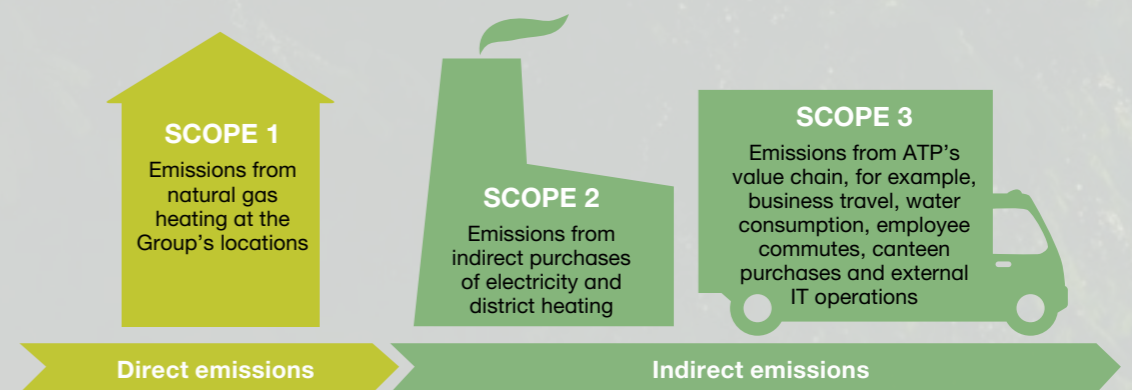 SCOPE 1
Emissions from
natural gas
heating at the
Group's locations
SCOPE 2
Emissions from
indirect purchases
of electricity and
district heating
SCOPE 3
Emissions from ATP's
value chain, for example,
business travel, water
consumption, employee
commutes, canteen
purchases and external
IT operations
Direct emissions
Indirect emissions